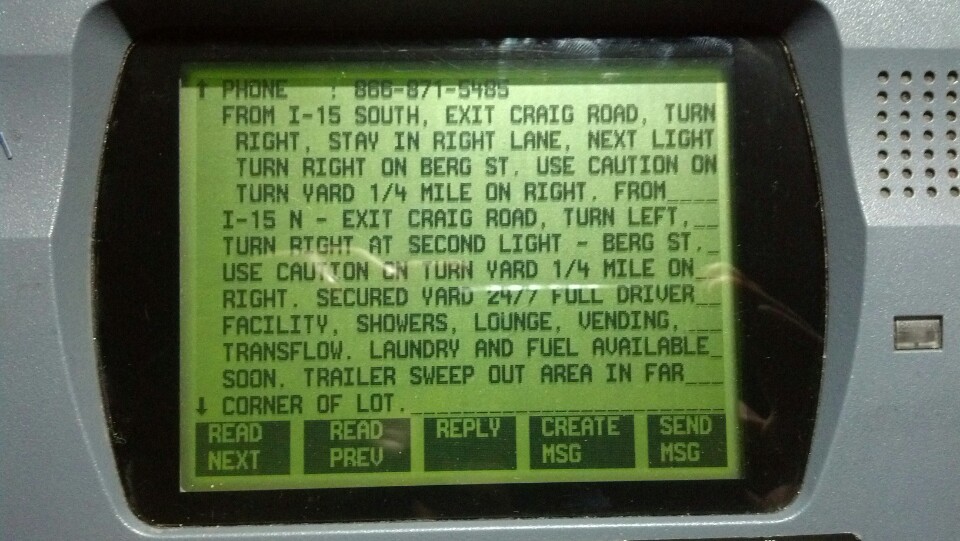 ↑ PHONE : 866-871-5485
FROM I-15 SOUTH, EXIT CRAIG ROAD, TURN
RIGHT, STAY IN RIGHT LANE, NEXT LIGHT
TURN RIGHT ON BERG ST. USE CAUTION ON
TURN YARD 1/4 MILE ON RIGHT. FROM____
I-15 N - EXIT CRAIG ROAD, TURN LEFT,__
TURN RIGHT AT SECOND LIGHT - BERG ST._
USE CAUTION ON TURN YARD 1/4 MILE ON_
RIGHT. SECURED YARD 24/7 FULL DRIVER__
FACILITY, SHOWERS, LOUNGE, VENDING,___
TRANSFLOW. LAUNDRY AND FUEL AVAILABLE_
SOON. TRAILER SWEEP OUT AREA IN FAR___
↓ CORNER OF LOT.________________________
READ NEXT
READ PREV
REPLY
CREATE MSG
SEND MSG